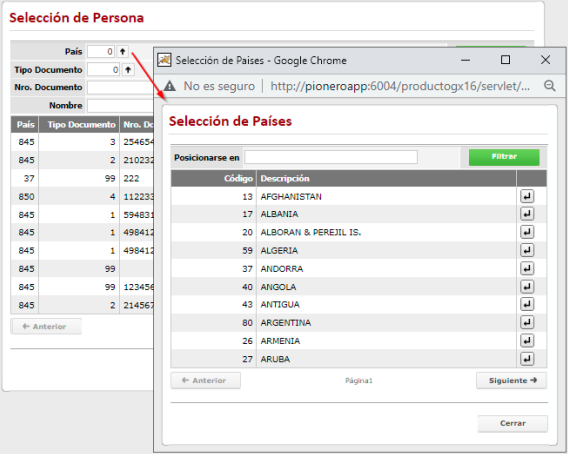 Selección de Persona
País 0
Tipo Documento 0
Nro. Documento
Nombre
País Tipo Documento Nro. Do
845 3 254654
845 2 210232
37 99 222
850 4 112233
845 1 594831
845 1 498412
845 1 498412
845 99
845 99 123456
845 2 214567
Anterior
Selección de Paises - Google Chrome
No es seguro | http://pioneroapp:6004/productogx16/servlet/...
Selección de Países
Posicionarse en Filtrar
Código Descripción
13 AFGHANISTAN
17 ALBANIA
20 ALBORAN & PEREJIL IS.
59 ALGERIA
37 ANDORRA
40 ANGOLA
43 ANTIGUA
80 ARGENTINA
26 ARMENIA
27 ARUBA
Anterior Página1 Siguiente
Cerrar